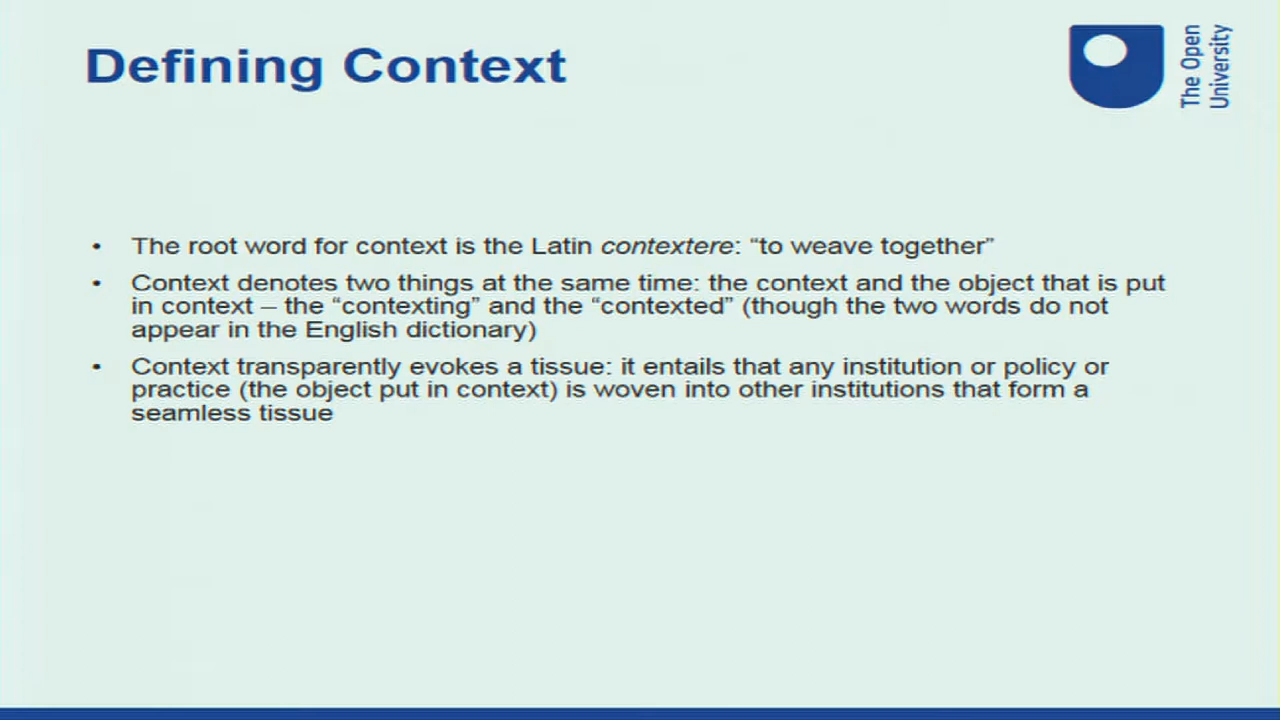 Defining Context
The Open
University
• The root word for context is the Latin contextere: “to weave together”
• Context denotes two things at the same time: the context and the object that is put
in context – the “contexting” and the “contexted” (though the two words do not
appear in the English dictionary)
• Context transparently evokes a tissue: it entails that any institution or policy or
practice (the object put in context) is woven into other institutions that form a
seamless tissue